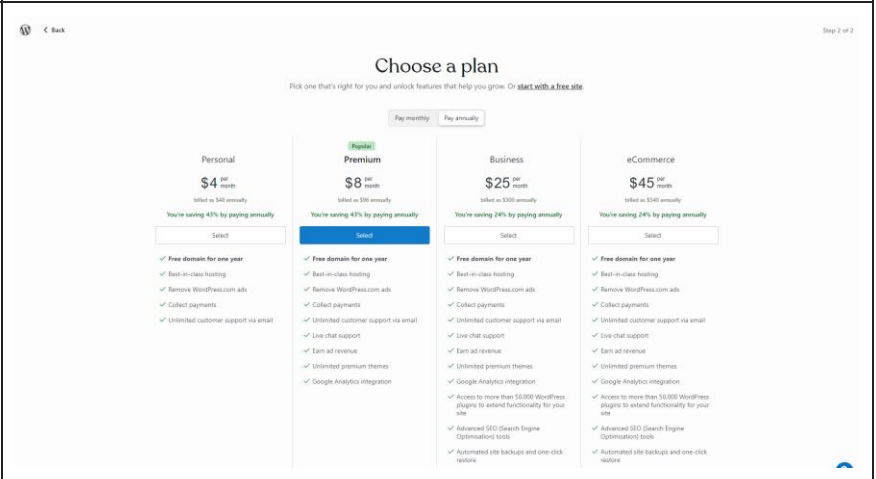 Back
Step 2 of 2
Choose a plan
Pick one that's right for you and unlock features that help you grow. Or start with a free site.
Pay monthly
Pay annually
Personal
$4 per month
billed as $48 annually
You're saving 43% by paying annually
Select
Free domain for one year
Best-in-class hosting
Remove WordPress.com ads
Collect payments
Unlimited customer support via email
Popular
Premium
$8 per month
billed as $96 annually
You're saving 43% by paying annually
Select
Free domain for one year
Best-in-class hosting
Remove WordPress.com ads
Collect payments
Unlimited customer support via email
Live chat support
Earn ad revenue
Unlimited premium themes
Google Analytics integration
Business
$25 per month
billed as $300 annually
You're saving 24% by paying annually
Select
Free domain for one year
Best-in-class hosting
Remove WordPress.com ads
Collect payments
Unlimited customer support via email
Live chat support
Earn ad revenue
Unlimited premium themes
Google Analytics integration
Access to more than 50,000 WordPress
plugins to extend functionality for your
site
Advanced SEO (Search Engine
Optimisation) tools
Automated site backups and one-click
restore
eCommerce
$45 per month
billed as $540 annually
You're saving 24% by paying annually
Select
Free domain for one year
Best-in-class hosting
Remove WordPress.com ads
Collect payments
Unlimited customer support via email
Live chat support
Earn ad revenue
Unlimited premium themes
Google Analytics integration
Access to more than 50,000 WordPress
plugins to extend functionality for your
site
Advanced SEO (Search Engine
Optimisation) tools
Automated site backups and one-click
restore